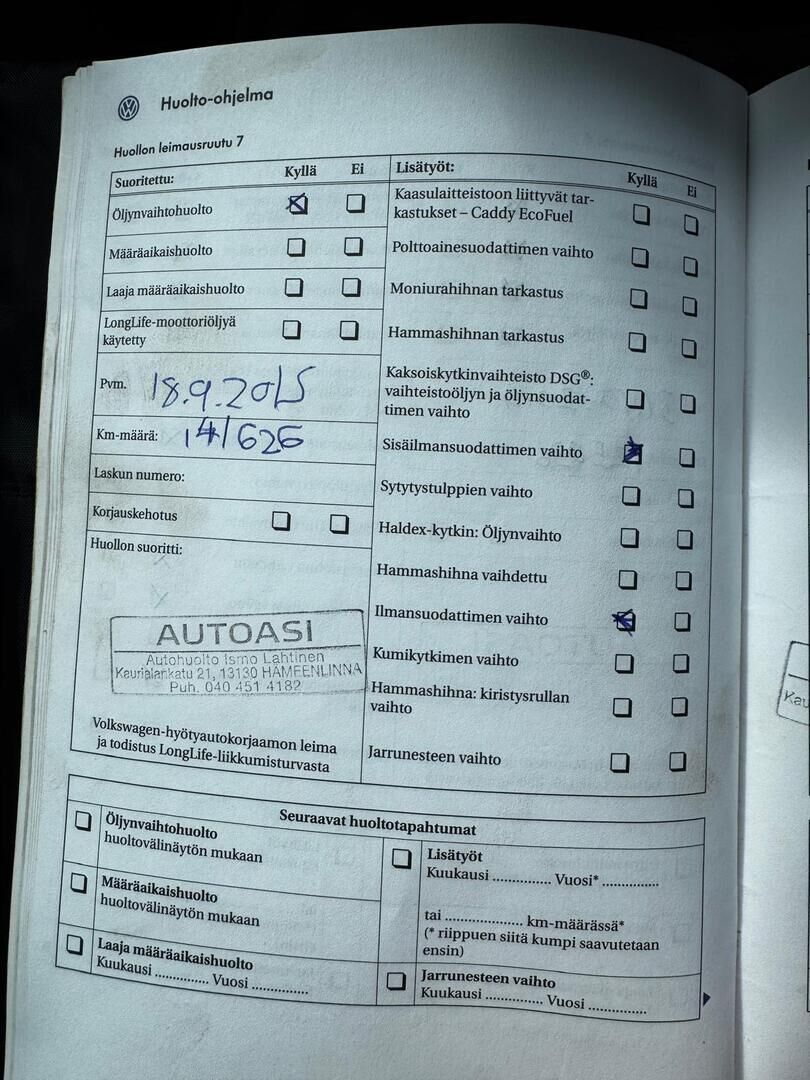 Huolto-ohjelma
Huollon leimausruutu 7
Suoritettu: Kyllä Ei
Öljynvaihtohuolto
Määräaikaishuolto
Laaja määräaikaishuolto
LongLife-moottoriöljyä
käytetty
Pvm. 18.9.2015
Km-määrä: 141626
Laskun numero:
Korjauskehotus
Huollon suoritti:
AUTOASI
Autohuolto Ismo Lahtinen
Kaurialankatu 21, 13130 HÄMEENLINNA
Puh. 040 451 4182
Volkswagen-hyötyautokorjaamon leima
ja todistus LongLife-liikkumisturvasta
Lisätyöt: Kyllä Ei
Kaasulaitteistoon liittyvät tar-
kastukset – Caddy EcoFuel
Polttoainesuodattimen vaihto
Moniurahihnan tarkastus
Hammashihnan tarkastus
Kaksoiskytkinvaihteisto DSG®:
vaihteistoöljyn ja öljynsuodat-
timen vaihto
Sisäilmansuodattimen vaihto
Sytytystulppien vaihto
Haldex-kytkin: Öljynvaihto
Hammashihna vaihdettu
Ilmansuodattimen vaihto
Kumikytkimen vaihto
Hammashihna: kiristysrullan
vaihto
Jarrunesteen vaihto
Seuraavat huoltotapahtumat
Öljynvaihtohuolto
huoltovälinäytön mukaan
Määräaikaishuolto
huoltovälinäytön mukaan
Laaja määräaikaishuolto
Kuukausi .............. Vuosi ..............
Lisätyöt
Kuukausi .............. Vuosi* ..............
tai .................... km-määrässä*
(* riippuen siitä kumpi saavutetaan
ensin)
Jarrunesteen vaihto
Kuukausi .............. Vuosi ..............
Kau